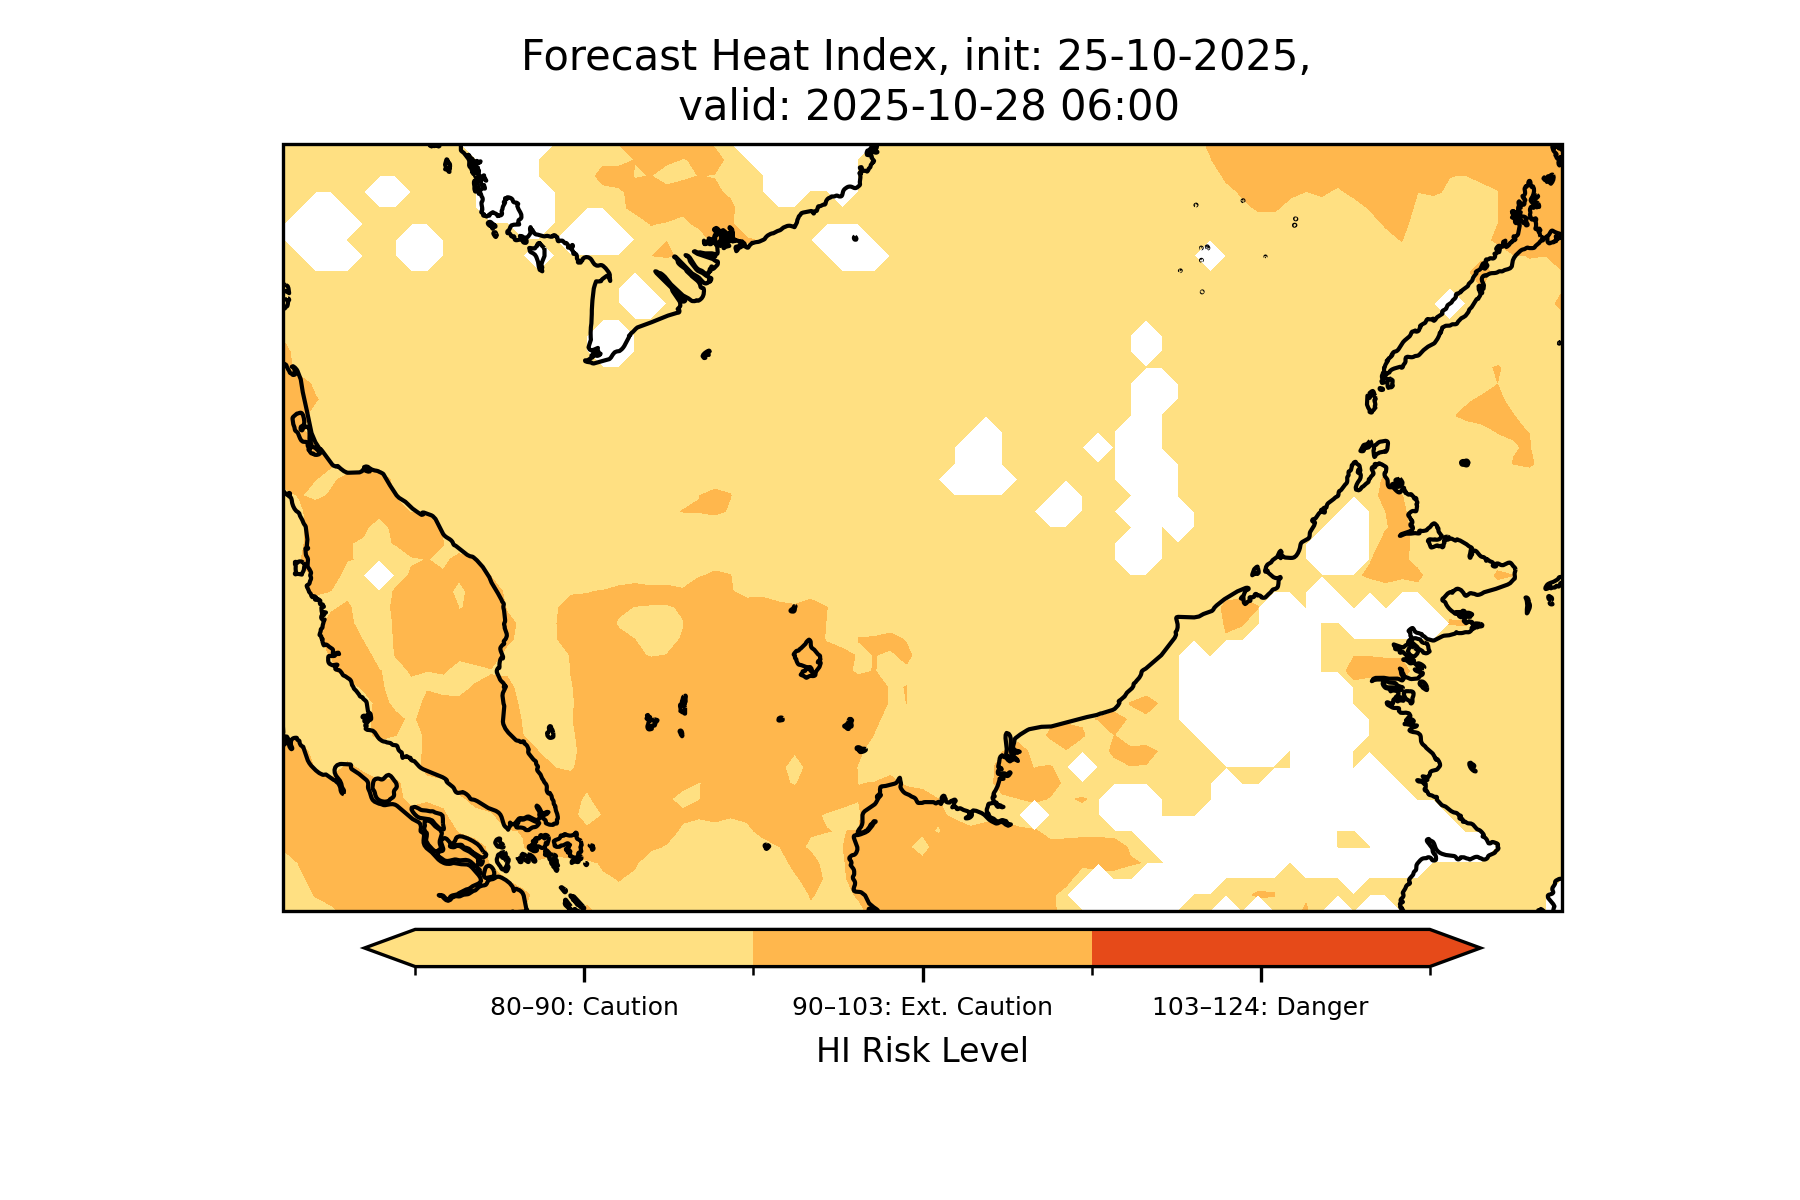 Forecast Heat Index, init: 25-10-2025,
valid: 2025-10-28 06:00
80–90: Caution
90–103: Ext. Caution
103–124: Danger
HI Risk Level